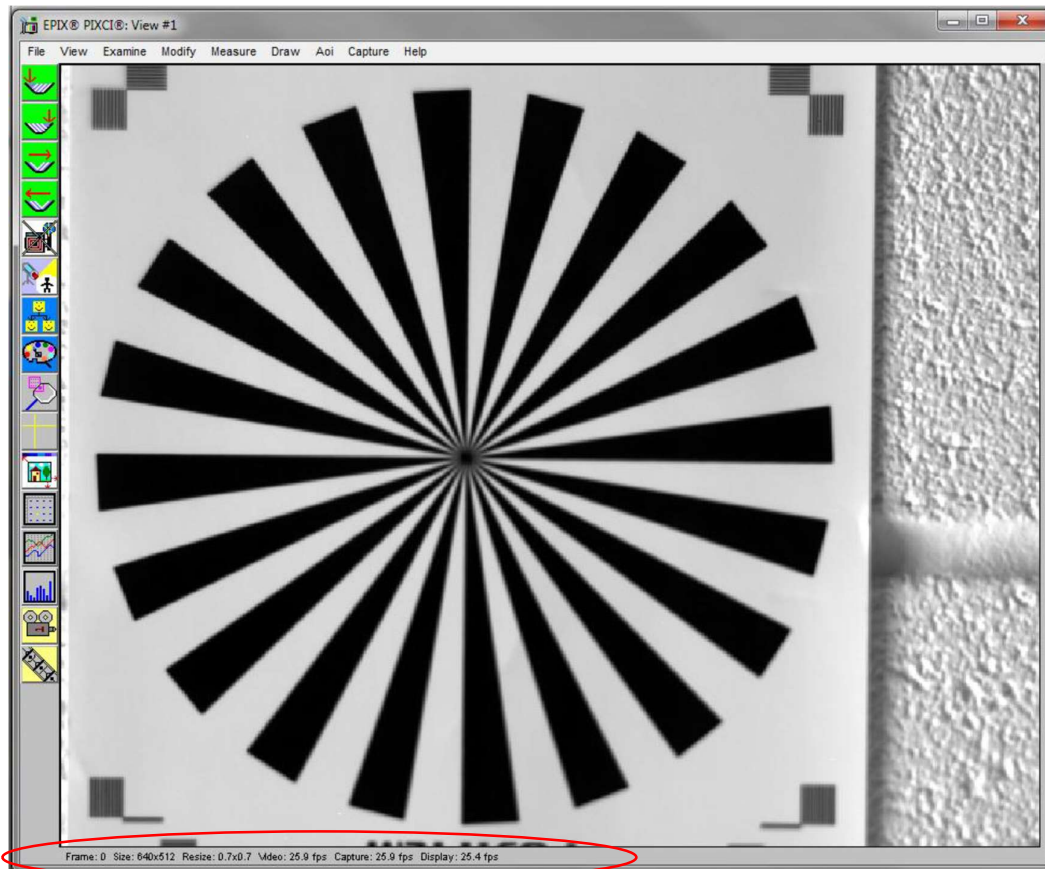 EPIX® PIXCI®: View #1
File View Examine Modify Measure Draw Aoi Capture Help
Frame: 0 Size: 640x512 Resize: 0.7x0.7 Video: 25.9 fps Capture: 25.9 fps Display: 25.4 fps